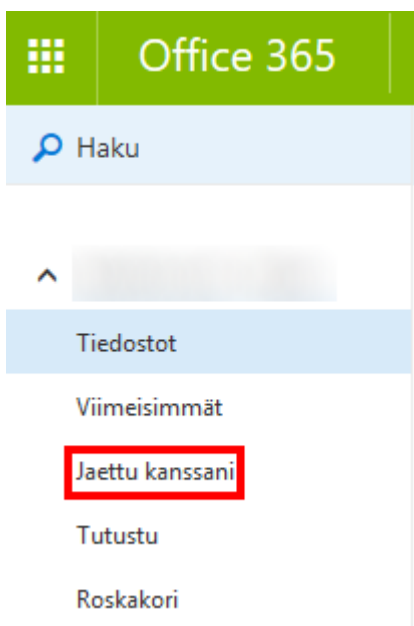 Office 365
Haku
Tiedostot
Viimeisimmät
Jaettu kanssani
Tutustu
Roskakori